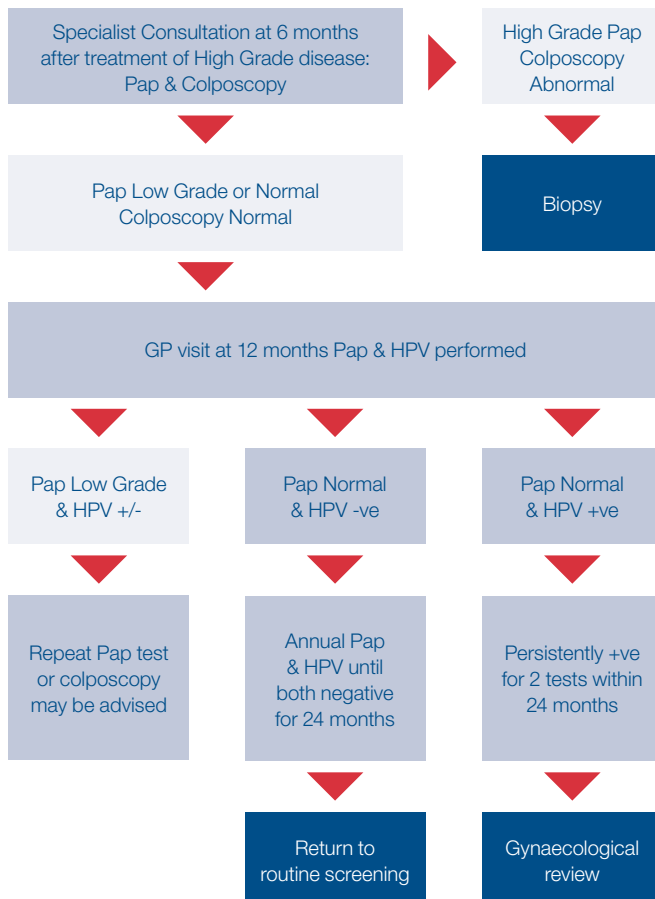 Specialist Consultation at 6 months
after treatment of High Grade disease:
Pap & Colposcopy
High Grade Pap
Colposcopy
Abnormal
Pap Low Grade or Normal
Colposcopy Normal
Biopsy
GP visit at 12 months Pap & HPV performed
Pap Low Grade
& HPV +/-
Pap Normal
& HPV -ve
Pap Normal
& HPV +ve
Repeat Pap test
or colposcopy
may be advised
Annual Pap
& HPV until
both negative
for 24 months
Persistently +ve
for 2 tests within
24 months
Return to
routine screening
Gynaecological
review